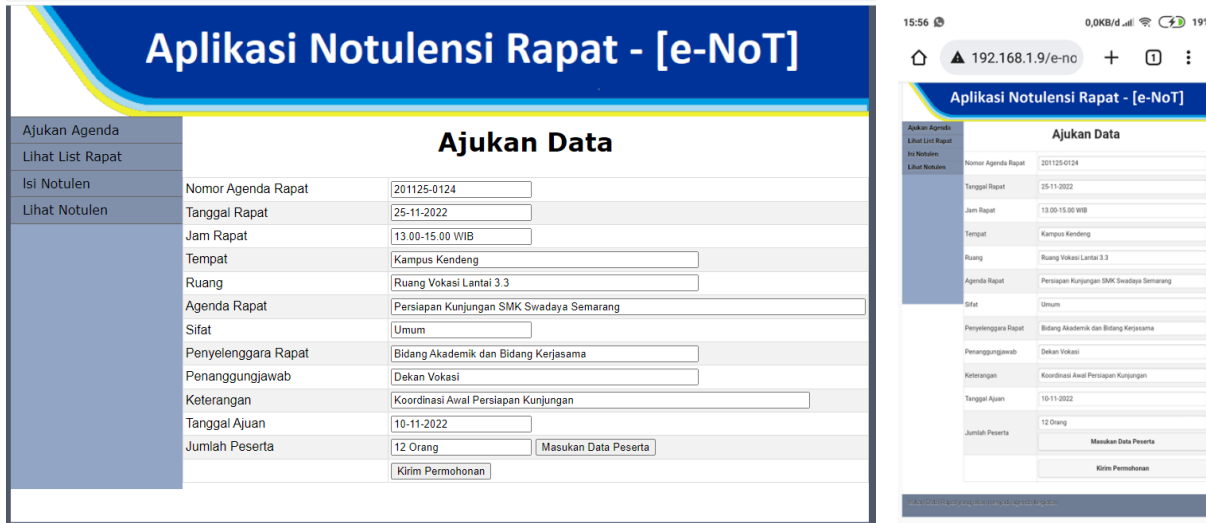 Aplikasi Notulensi Rapat - [e-NoT]
Ajukan Agenda
Lihat List Rapat
Isi Notulen
Lihat Notulen
Ajukan Data
Nomor Agenda Rapat 201125-0124
Tanggal Rapat 25-11-2022
Jam Rapat 13.00-15.00 WIB
Tempat Kampus Kendeng
Ruang Ruang Vokasi Lantai 3.3
Agenda Rapat Persiapan Kunjungan SMK Swadaya Semarang
Sifat Umum
Penyelenggara Rapat Bidang Akademik dan Bidang Kerjasama
Penanggungjawab Dekan Vokasi
Keterangan Koordinasi Awal Persiapan Kunjungan
Tanggal Ajuan 10-11-2022
Jumlah Peserta 12 Orang Masukan Data Peserta
Kirim Permohonan
15:56 0,0KB/d 19%
192.168.1.9/e-no 1
Aplikasi Notulensi Rapat - [e-NoT]
Ajukan Agenda
Lihat List Rapat
Isi Notulen
Lihat Notulen
Ajukan Data
Nomor Agenda Rapat 201125-0124
Tanggal Rapat 25-11-2022
Jam Rapat 13.00-15.00 WIB
Tempat Kampus Kendeng
Ruang Ruang Vokasi Lantai 3.3
Agenda Rapat Persiapan Kunjungan SMK Swadaya Semarang
Sifat Umum
Penyelenggara Rapat Bidang Akademik dan Bidang Kerjasama
Penanggungjawab Dekan Vokasi
Keterangan Koordinasi Awal Persiapan Kunjungan
Tanggal Ajuan 10-11-2022
12 Orang
Jumlah Peserta
Masukan Data Peserta
Kirim Permohonan